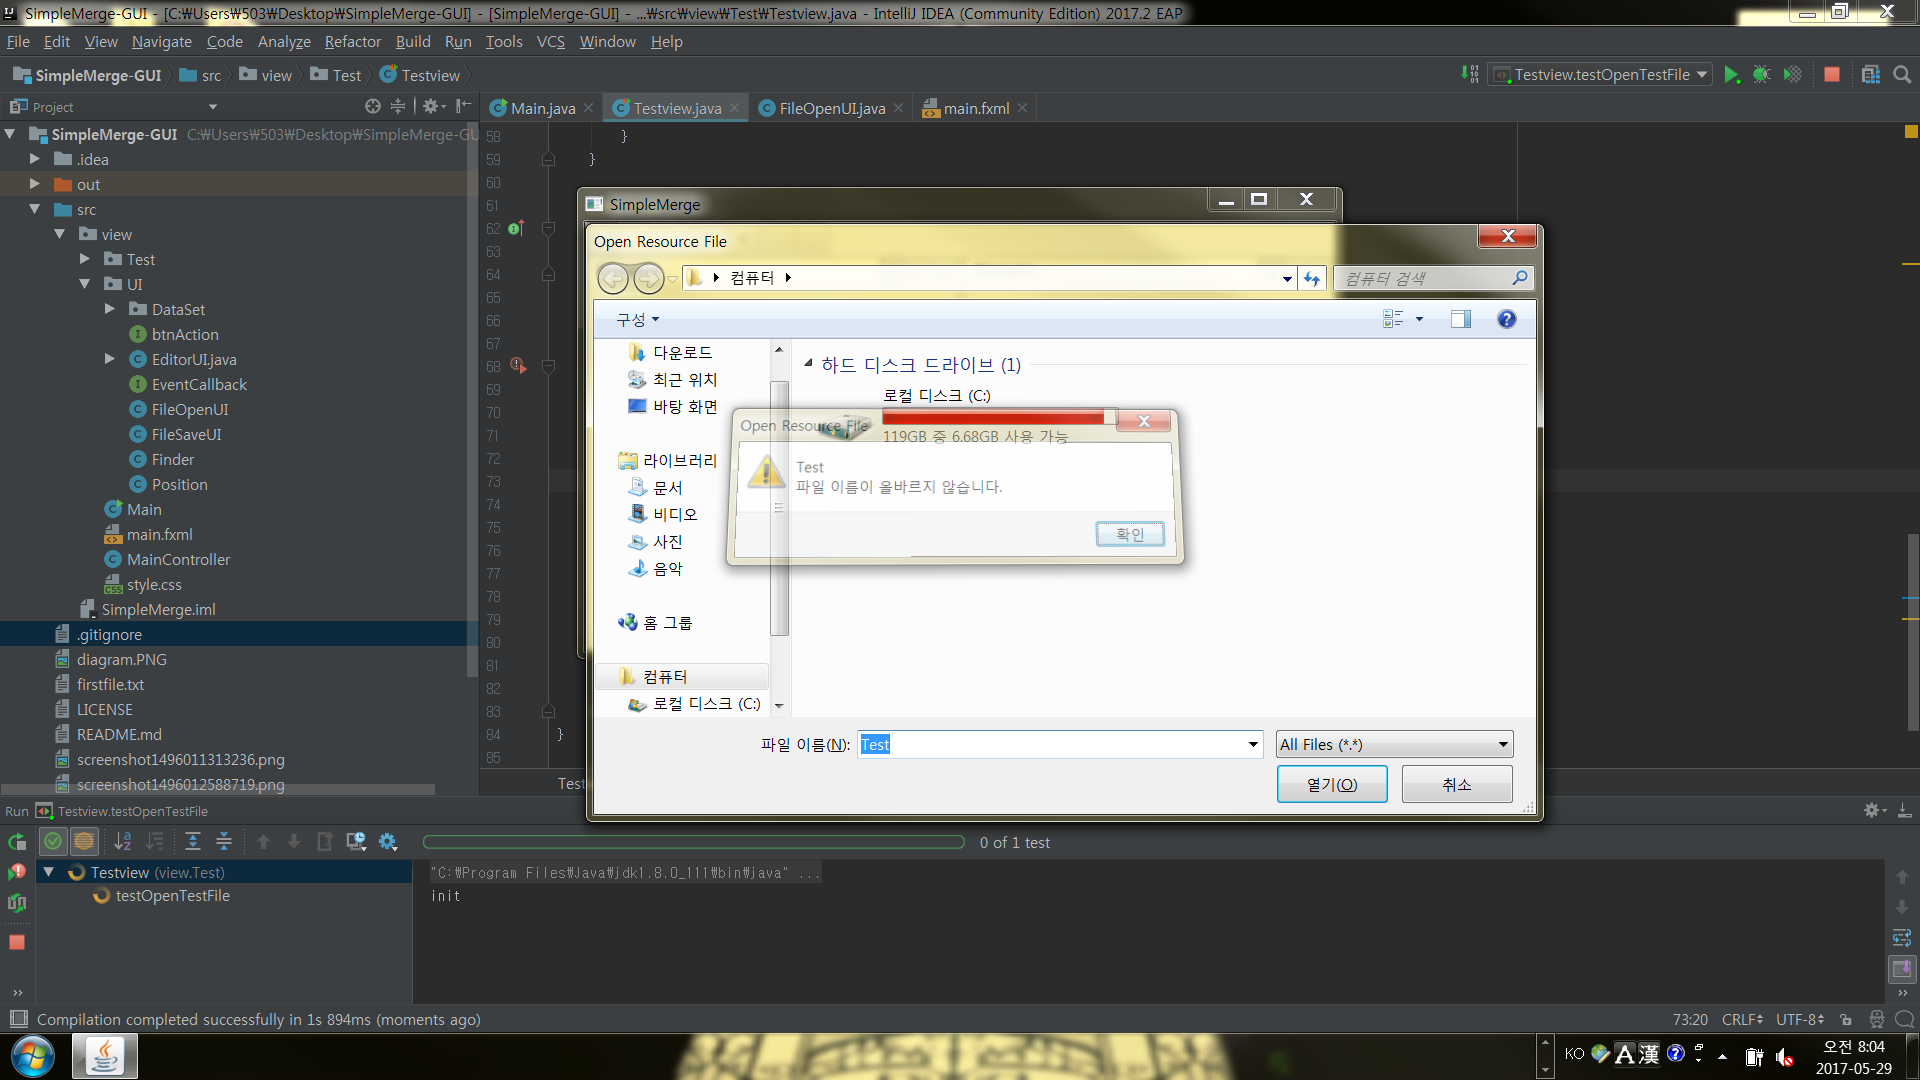 SimpleMerge-GUI - [C:₩Users₩503₩Desktop₩SimpleMerge-GUI] - [SimpleMerge-GUI] - ...₩src₩view₩Test₩Testview.java - IntelliJ IDEA (Community Edition) 2017.2 EAP
File Edit View Navigate Code Analyze Refactor Build Run Tools VCS Window Help
SimpleMerge-GUI src view Test Testview
Testview.testOpenTestFile
Project
Main.java Testview.java FileOpenUI.java main.fxml
SimpleMerge-GUI C:₩Users₩503₩Desktop₩SimpleMerge-GU
.idea
out
src
view
Test
UI
DataSet
btnAction
EditorUI.java
EventCallback
FileOpenUI
FileSaveUI
Finder
Position
Main
main.fxml
MainController
style.css
SimpleMerge.iml
.gitignore
diagram.PNG
firstfile.txt
LICENSE
README.md
screenshot1496011313236.png
screenshot1496012588719.png
58 }
59 }
60
61
62
63
64
65
66
67
68
69
70
71
72
73
74
75
76
77
78
79
80
81
82
83
84 }
85
Test
SimpleMerge
Open Resource File
컴퓨터
컴퓨터 검색
구성
다운로드
최근 위치
바탕 화면
라이브러리
문서
비디오
사진
음악
홈 그룹
컴퓨터
로컬 디스크 (C:)
하드 디스크 드라이브 (1)
로컬 디스크 (C:)
119GB 중 6.68GB 사용 가능
Open Resource File
Test
파일 이름이 올바르지 않습니다.
확인
파일 이름(N): Test
All Files (*.*)
열기(O) 취소
Run Testview.testOpenTestFile
0 of 1 test
Testview (view.Test)
testOpenTestFile
"C:₩Program Files₩Java₩jdk1.8.0_111₩bin₩java" ...
init
Compilation completed successfully in 1s 894ms (moments ago)
73:20 CRLF UTF-8
KO A 漢
오전 8:04
2017-05-29